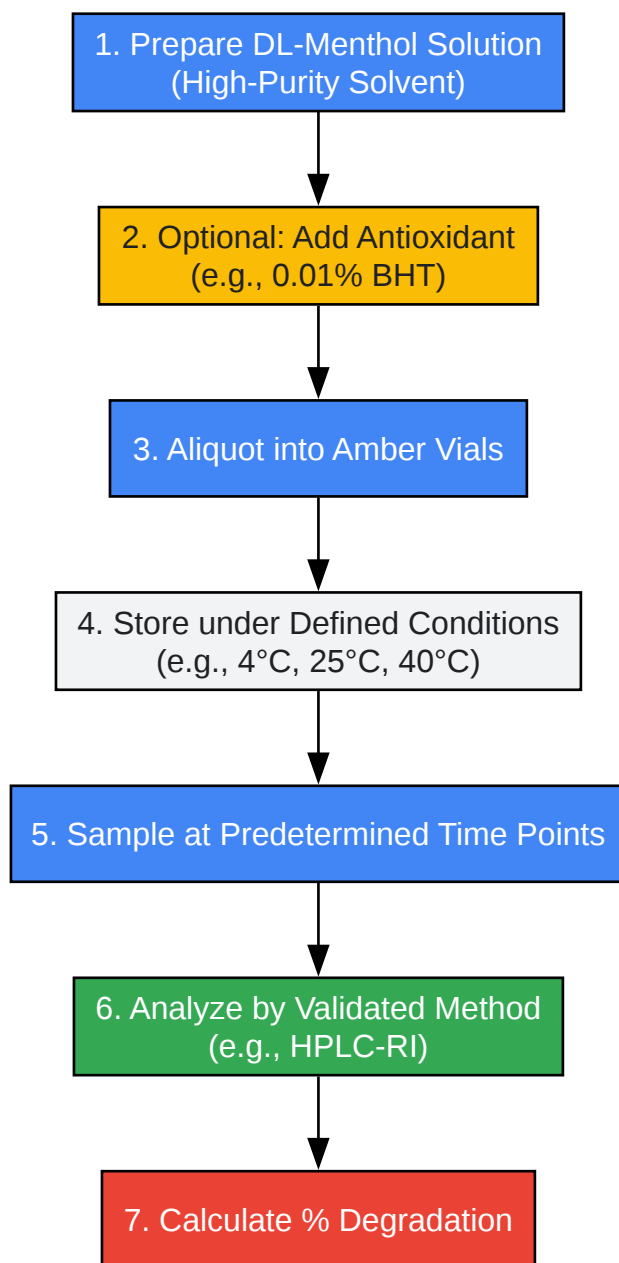 1. Prepare DL-Menthol Solution
(High-Purity Solvent)
2. Optional: Add Antioxidant
(e.g., 0.01% BHT)
3. Aliquot into Amber Vials
4. Store under Defined Conditions
(e.g., 4°C, 25°C, 40°C)
5. Sample at Predetermined Time Points
6. Analyze by Validated Method
(e.g., HPLC-RI)
7. Calculate % Degradation